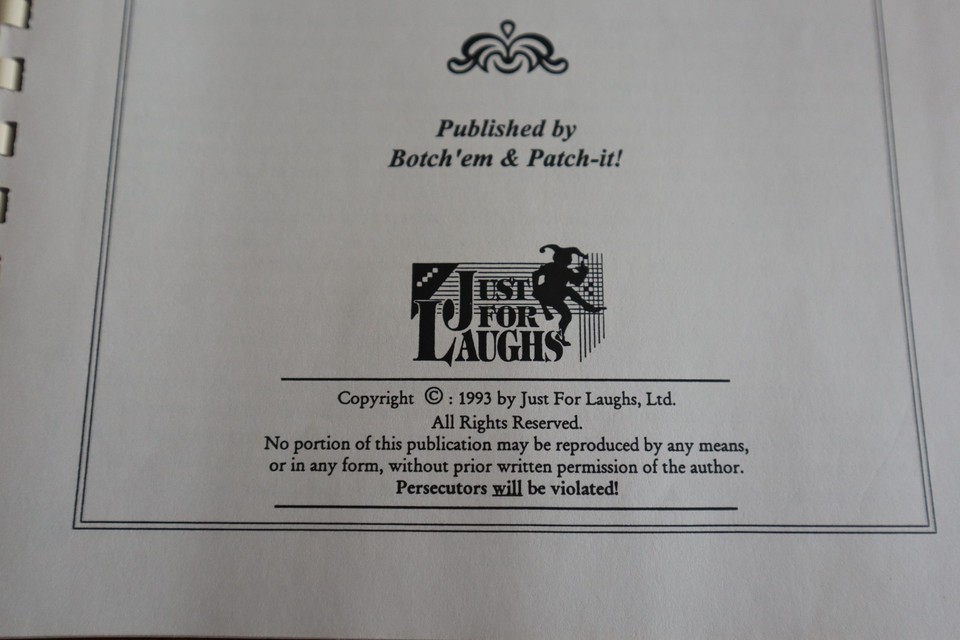 Published by
Botch'em & Patch-it!
JUST
FOR
LAUGHS
Copyright © : 1993 by Just For Laughs, Ltd.
All Rights Reserved.
No portion of this publication may be reproduced by any means,
or in any form, without prior written permission of the author.
Persecutors will be violated!